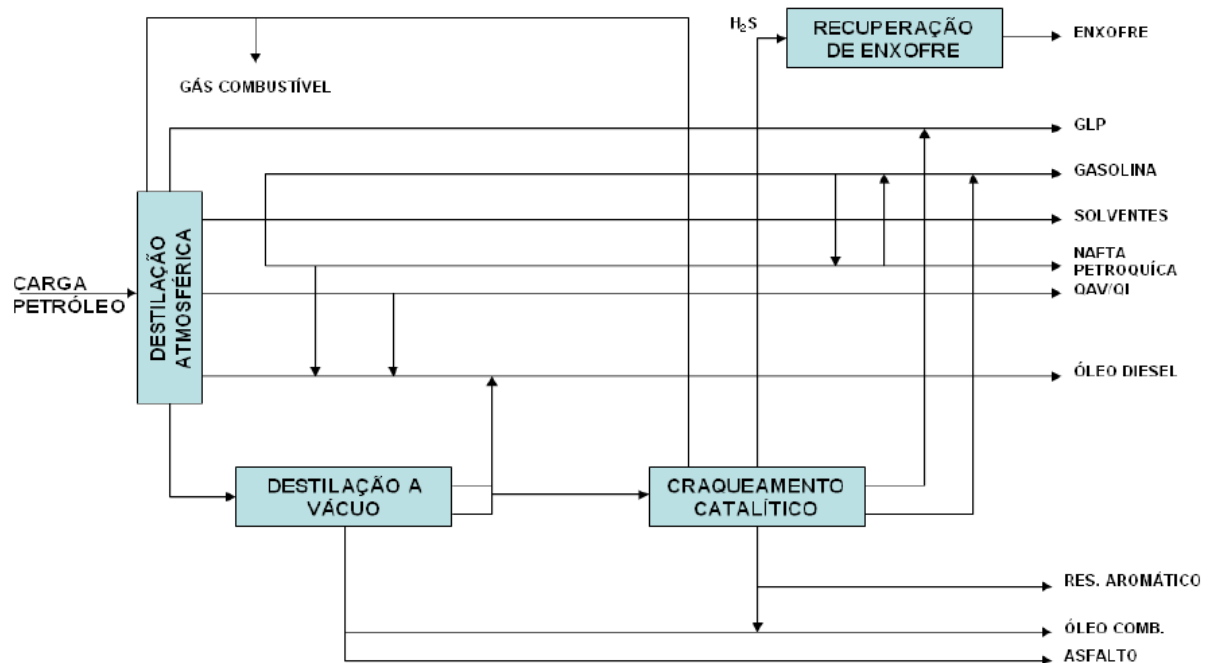 H₂S
RECUPERAÇÃO
DE ENXOFRE
ENXOFRE
GÁS COMBUSTÍVEL
GLP
GASOLINA
SOLVENTES
DESTILAÇÃO
ATMOSFÉRICA
CARGA
PETRÓLEO
NAFTA
PETROQUÍCA
QAV/QI
ÓLEO DIESEL
DESTILAÇÃO A
VÁCUO
CRAQUEAMENTO
CATALÍTICO
RES. AROMÁTICO
ÓLEO COMB.
ASFALTO